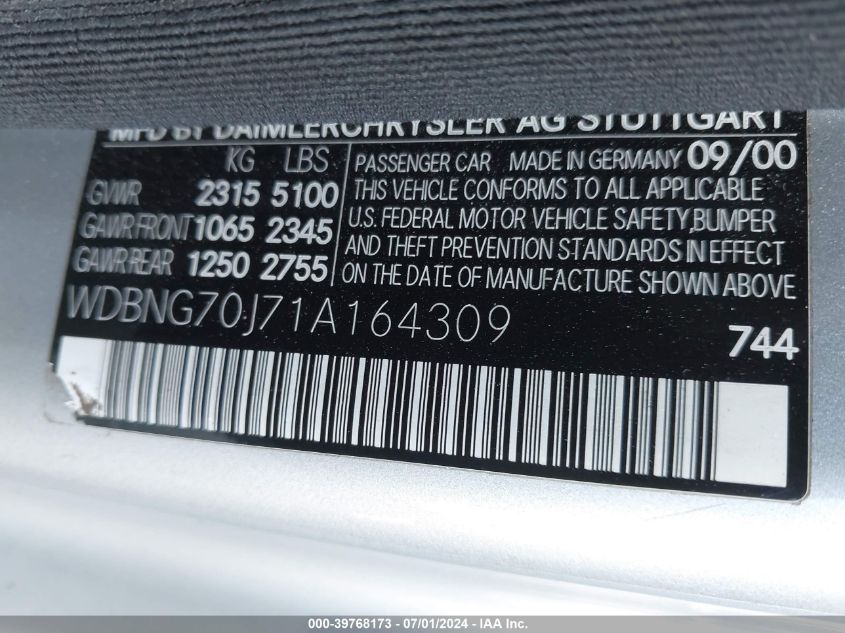 MFD BY DAIMLERCHRYSLER AG STUTTGART
KG LBS
GVWR 2315 5100
GAWR FRONT 1065 2345
GAWR REAR 1250 2755
PASSENGER CAR MADE IN GERMANY 09/00
THIS VEHICLE CONFORMS TO ALL APPLICABLE
U.S. FEDERAL MOTOR VEHICLE SAFETY, BUMPER
AND THEFT PREVENTION STANDARDS IN EFFECT
ON THE DATE OF MANUFACTURE SHOWN ABOVE
WDBNG70J71A164309
744
000-39768173 - 07/01/2024 - IAA Inc.